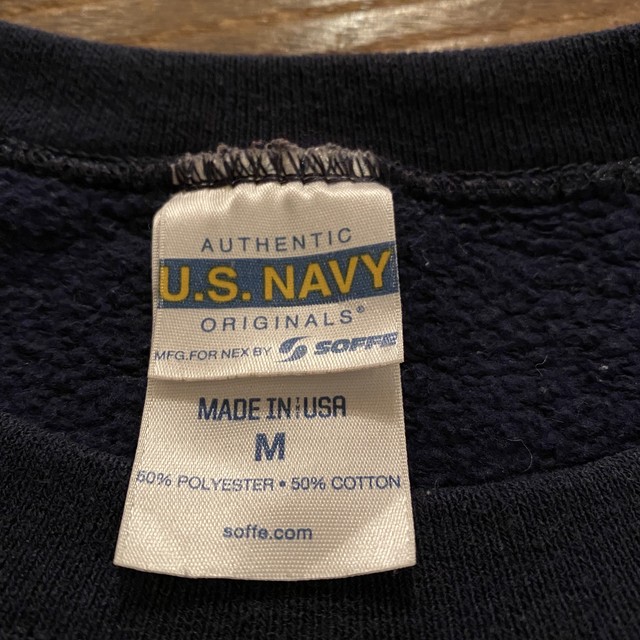 AUTHENTIC
U.S. NAVY
ORIGINALS®
MFG.FOR NEX BY SOFFE
MADE IN USA
M
50% POLYESTER • 50% COTTON
soffe.com